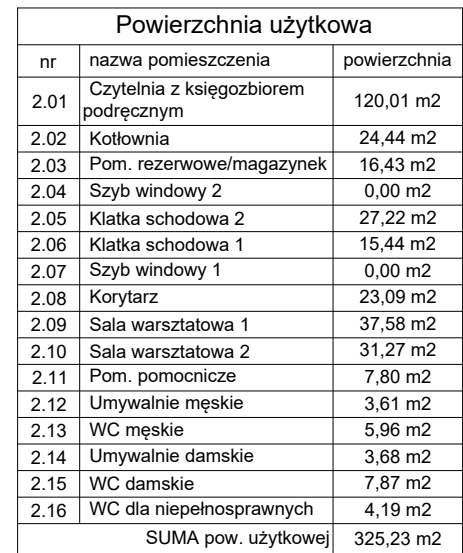 Powierzchnia użytkowa
nr nazwa pomieszczenia powierzchnia
2.01 Czytelnia z księgozbiorem podręcznym 120,01 m2
2.02 Kotłownia 24,44 m2
2.03 Pom. rezerwowe/magazynek 16,43 m2
2.04 Szyb windowy 2 0,00 m2
2.05 Klatka schodowa 2 27,22 m2
2.06 Klatka schodowa 1 15,44 m2
2.07 Szyb windowy 1 0,00 m2
2.08 Korytarz 23,09 m2
2.09 Sala warsztatowa 1 37,58 m2
2.10 Sala warsztatowa 2 31,27 m2
2.11 Pom. pomocnicze 7,80 m2
2.12 Umywalnie męskie 3,61 m2
2.13 WC męskie 5,96 m2
2.14 Umywalnie damskie 3,68 m2
2.15 WC damskie 7,87 m2
2.16 WC dla niepełnosprawnych 4,19 m2
SUMA pow. użytkowej 325,23 m2